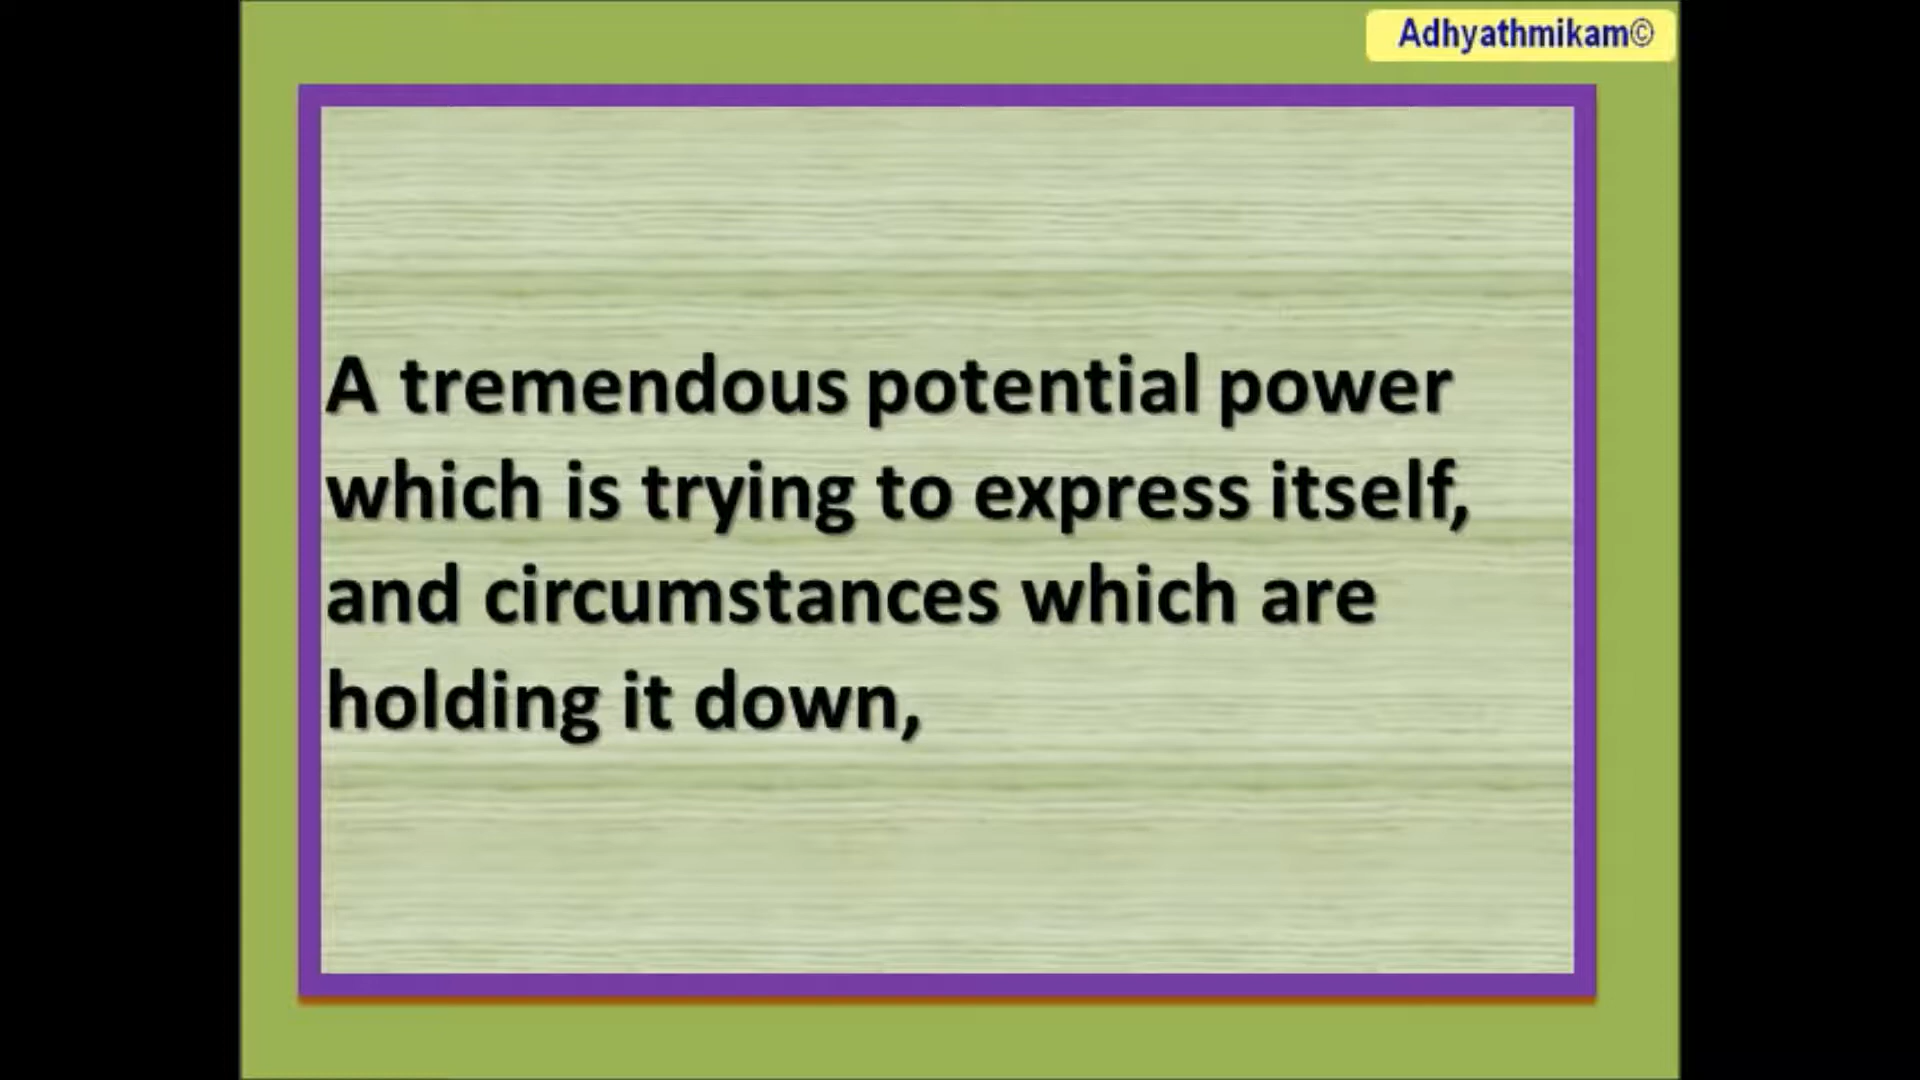 Adhyathmikam©
A tremendous potential power
which is trying to express itself,
and circumstances which are
holding it down,